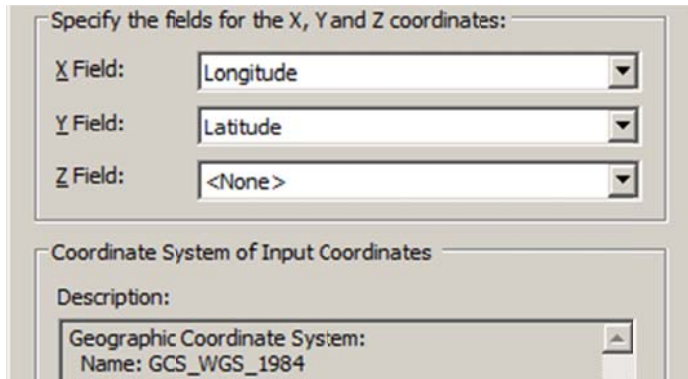 Specify the fields for the X, Y and Z coordinates:
X Field: Longitude
Y Field: Latitude
Z Field: <None>
Coordinate System of Input Coordinates
Description:
Geographic Coordinate System:
Name: GCS_WGS_1984